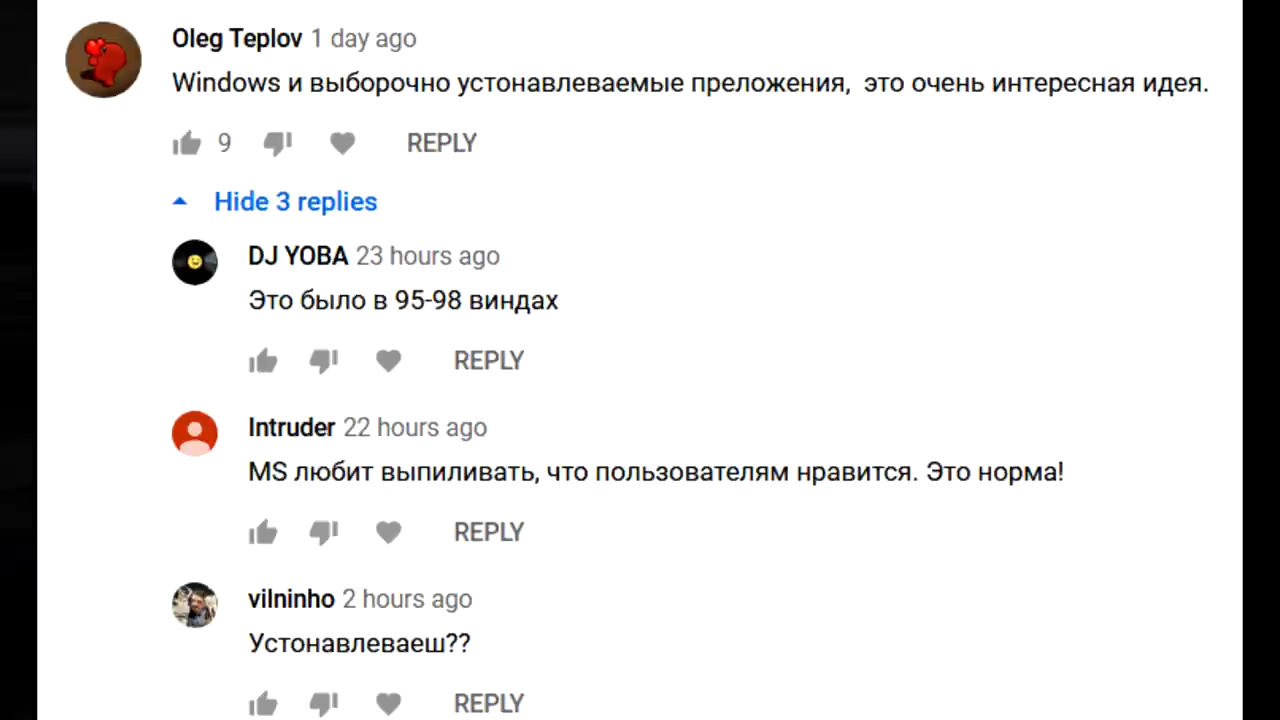 Oleg Teplov 1 day ago
Windows и выборочно устонавлеваемые преложения, это очень интересная идея.
9 REPLY
Hide 3 replies
DJ YOBA 23 hours ago
Это было в 95-98 виндах
REPLY
Intruder 22 hours ago
MS любит выпиливать, что пользователям нравится. Это норма!
REPLY
vilninho 2 hours ago
Устонавлеваеш??
REPLY